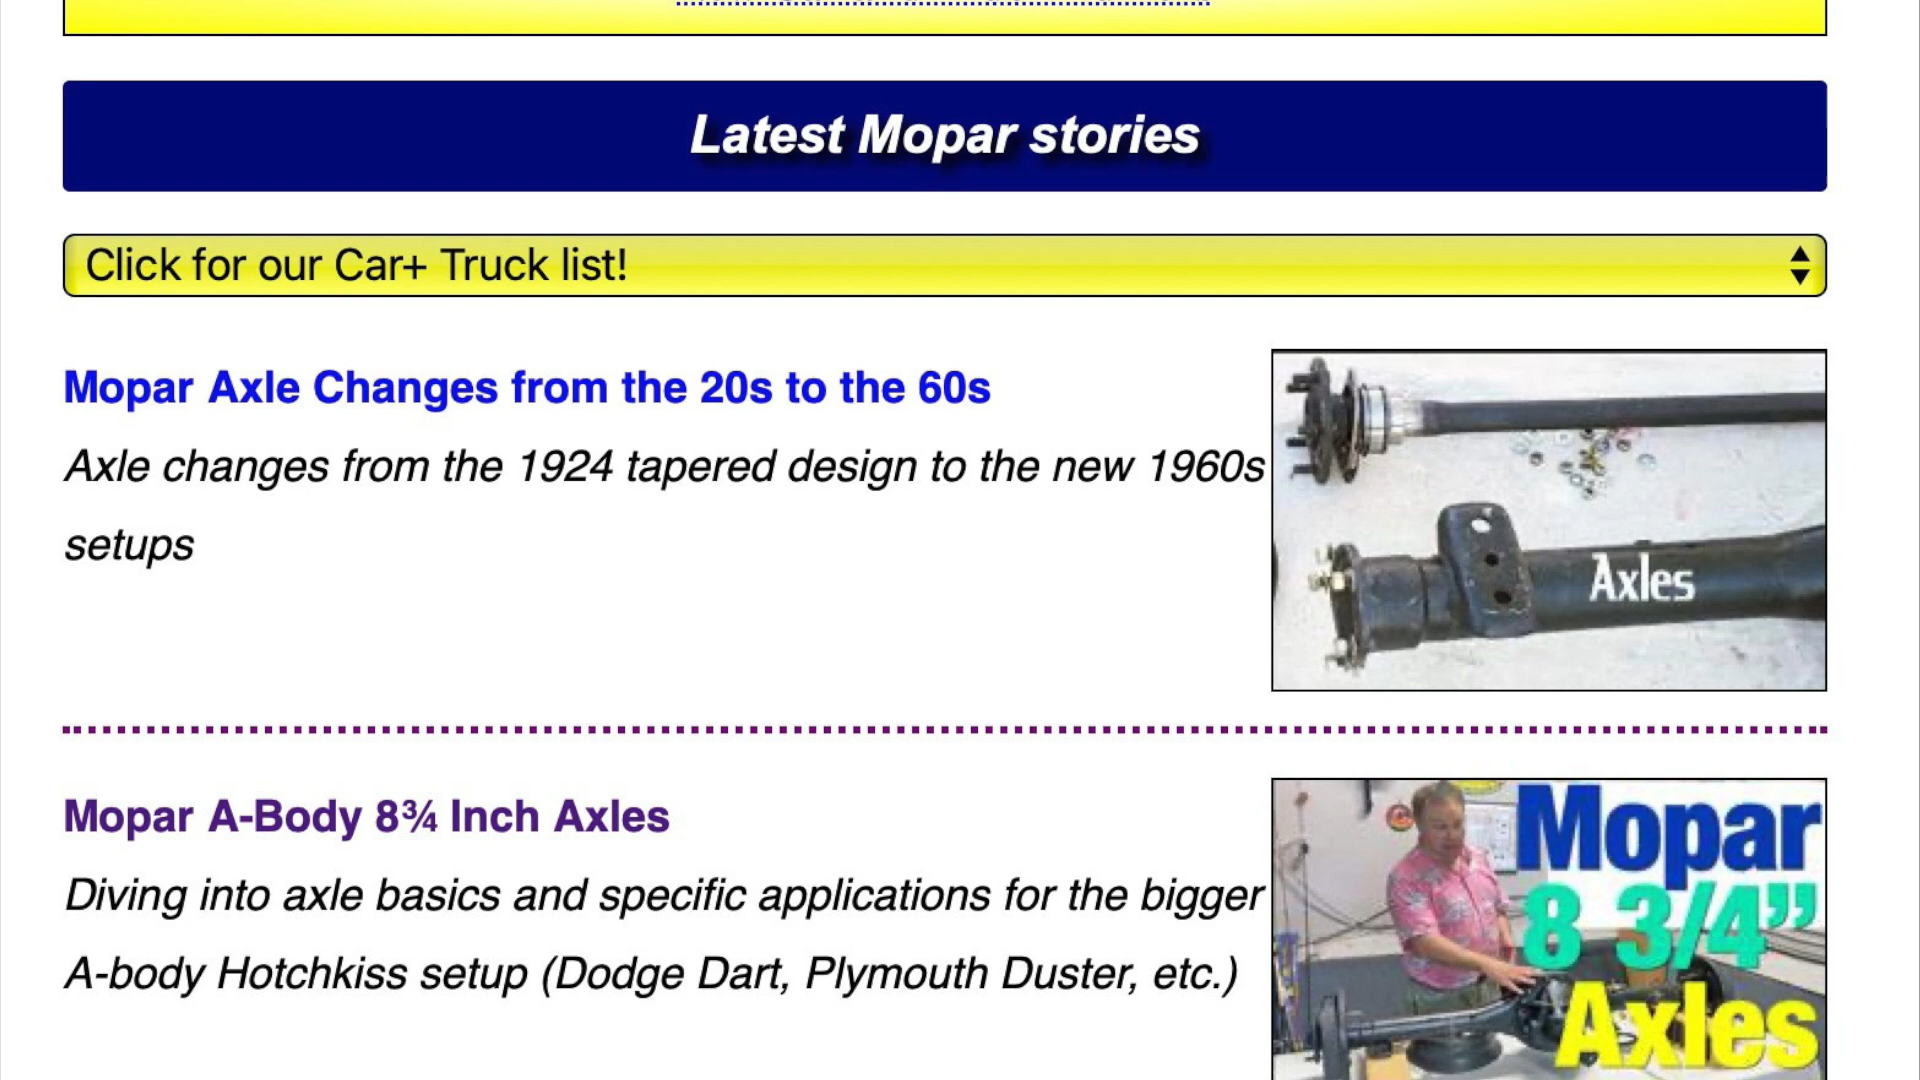 Latest Mopar stories
Click for our Car+ Truck list!
Mopar Axle Changes from the 20s to the 60s
Axle changes from the 1924 tapered design to the new 1960s
setups
Axles
Mopar A-Body 8¾ Inch Axles
Diving into axle basics and specific applications for the bigger
A-body Hotchkiss setup (Dodge Dart, Plymouth Duster, etc.)
Mopar
8 3/4”
Axles